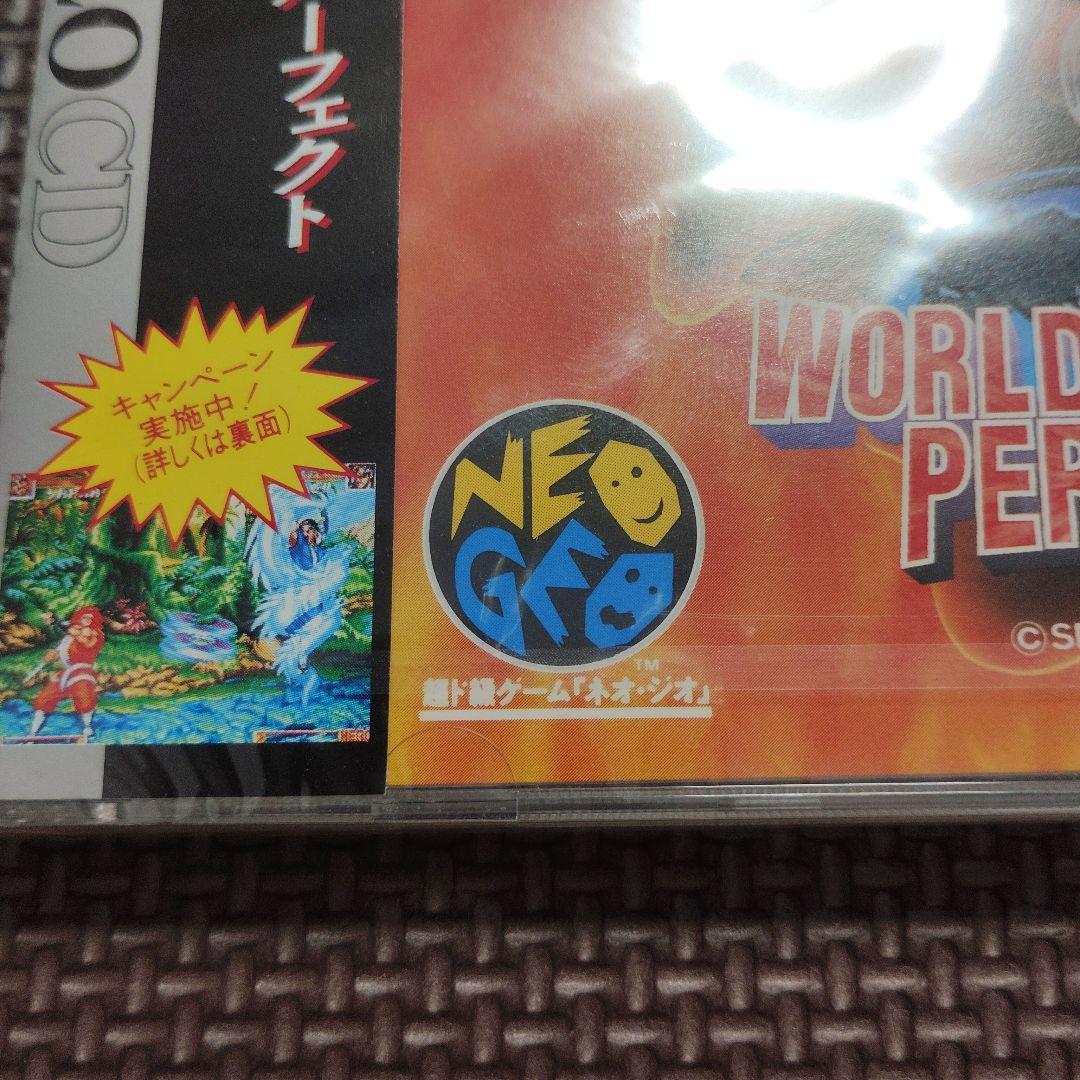 O CD
ーフェクト
キャンペーン
実施中!
(詳しくは裏面)
NEO
GEO
TM
超ド級ゲーム「ネオ・ジオ」
WORLD
PER
©S